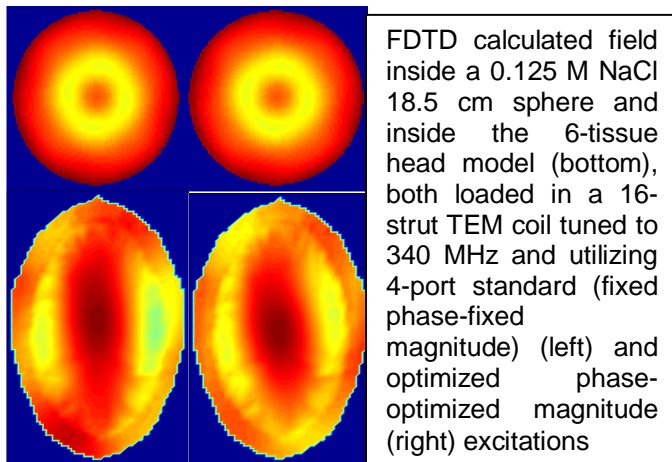 FDTD calculated field
inside a 0.125 M NaCl
18.5 cm sphere and
inside the 6-tissue
head model (bottom),
both loaded in a 16-
strut TEM coil tuned to
340 MHz and utilizing
4-port standard (fixed
phase-fixed
magnitude) (left) and
optimized phase-
optimized magnitude
(right) excitations